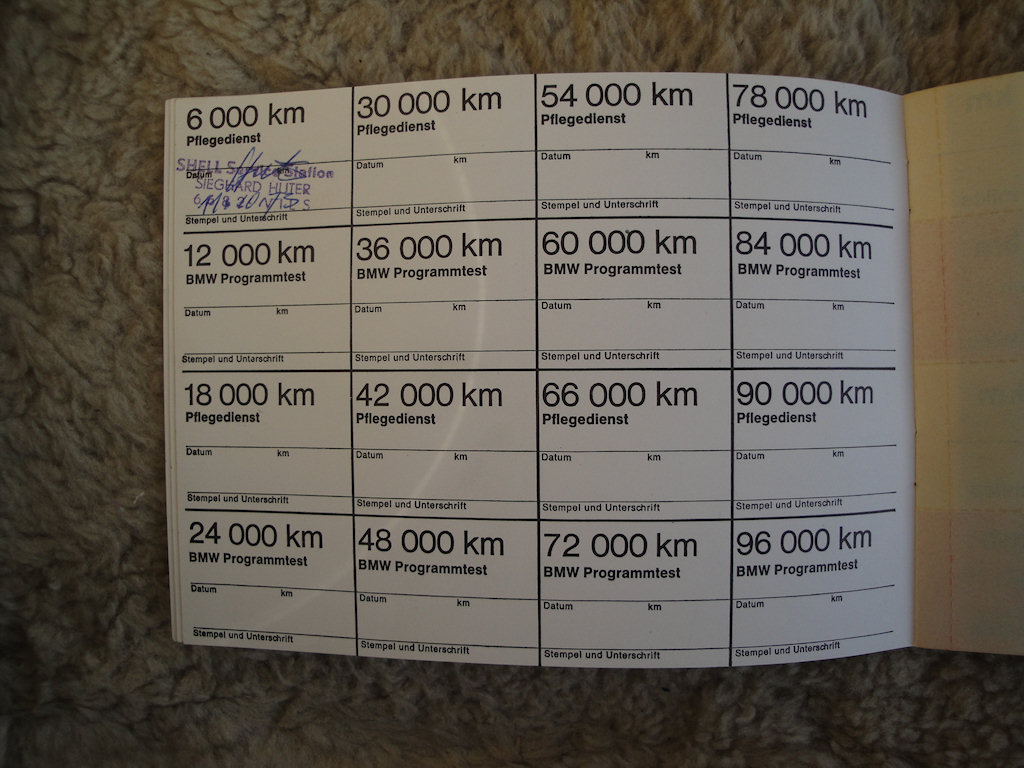 6 000 km
Pflegedienst
Datum
SHELL Service Station
SIEGHARD HUTER
Stempel und Unterschrift
30 000 km
Pflegedienst
Datum km
Stempel und Unterschrift
54 000 km
Pflegedienst
Datum km
Stempel und Unterschrift
78 000 km
Pflegedienst
Datum km
Stempel und Unterschrift
12 000 km
BMW Programmtest
Datum km
Stempel und Unterschrift
36 000 km
BMW Programmtest
Datum km
Stempel und Unterschrift
60 000 km
BMW Programmtest
Datum km
Stempel und Unterschrift
84 000 km
BMW Programmtest
Datum km
Stempel und Unterschrift
18 000 km
Pflegedienst
Datum km
Stempel und Unterschrift
42 000 km
Pflegedienst
Datum km
Stempel und Unterschrift
66 000 km
Pflegedienst
Datum km
Stempel und Unterschrift
90 000 km
Pflegedienst
Datum km
Stempel und Unterschrift
24 000 km
BMW Programmtest
Datum km
Stempel und Unterschrift
48 000 km
BMW Programmtest
Datum km
Stempel und Unterschrift
72 000 km
BMW Programmtest
Datum km
Stempel und Unterschrift
96 000 km
BMW Programmtest
Datum km
Stempel und Unterschrift